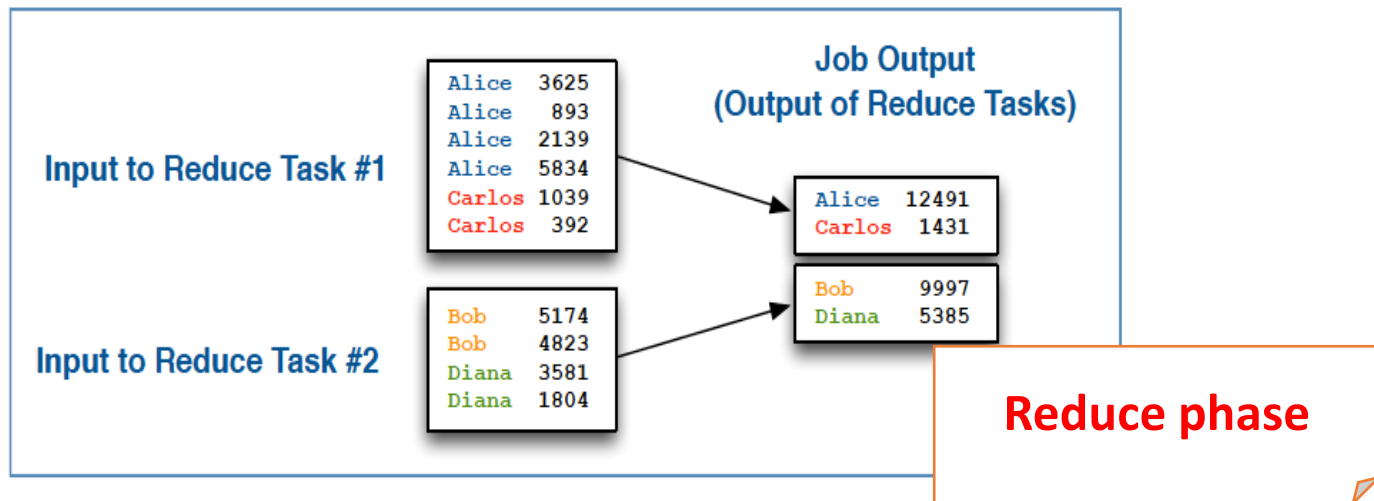 Job Output
(Output of Reduce Tasks)
Input to Reduce Task #1
Alice 3625
Alice 893
Alice 2139
Alice 5834
Carlos 1039
Carlos 392
Alice 12491
Carlos 1431
Input to Reduce Task #2
Bob 5174
Bob 4823
Diana 3581
Diana 1804
Bob 9997
Diana 5385
Reduce phase